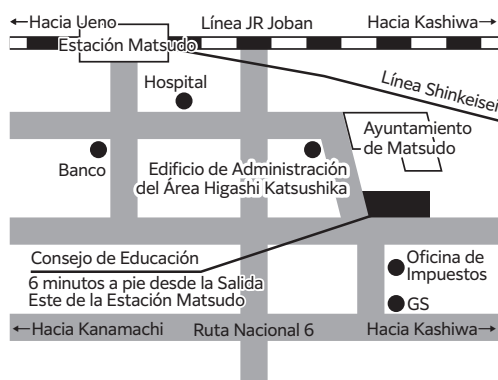 ←Hacia Ueno
Línea JR Joban
Hacia Kashiwa→
Estación Matsudo
Línea Shinkeisei
Hospital
Ayuntamiento
de Matsudo
Banco
Edificio de Administración
del Área Higashi Katsushika
Consejo de Educación
6 minutos a pie desde la Salida
Este de la Estación Matsudo
Oficina de
Impuestos
GS
←Hacia Kanamachi
Ruta Nacional 6
Hacia Kashiwa→